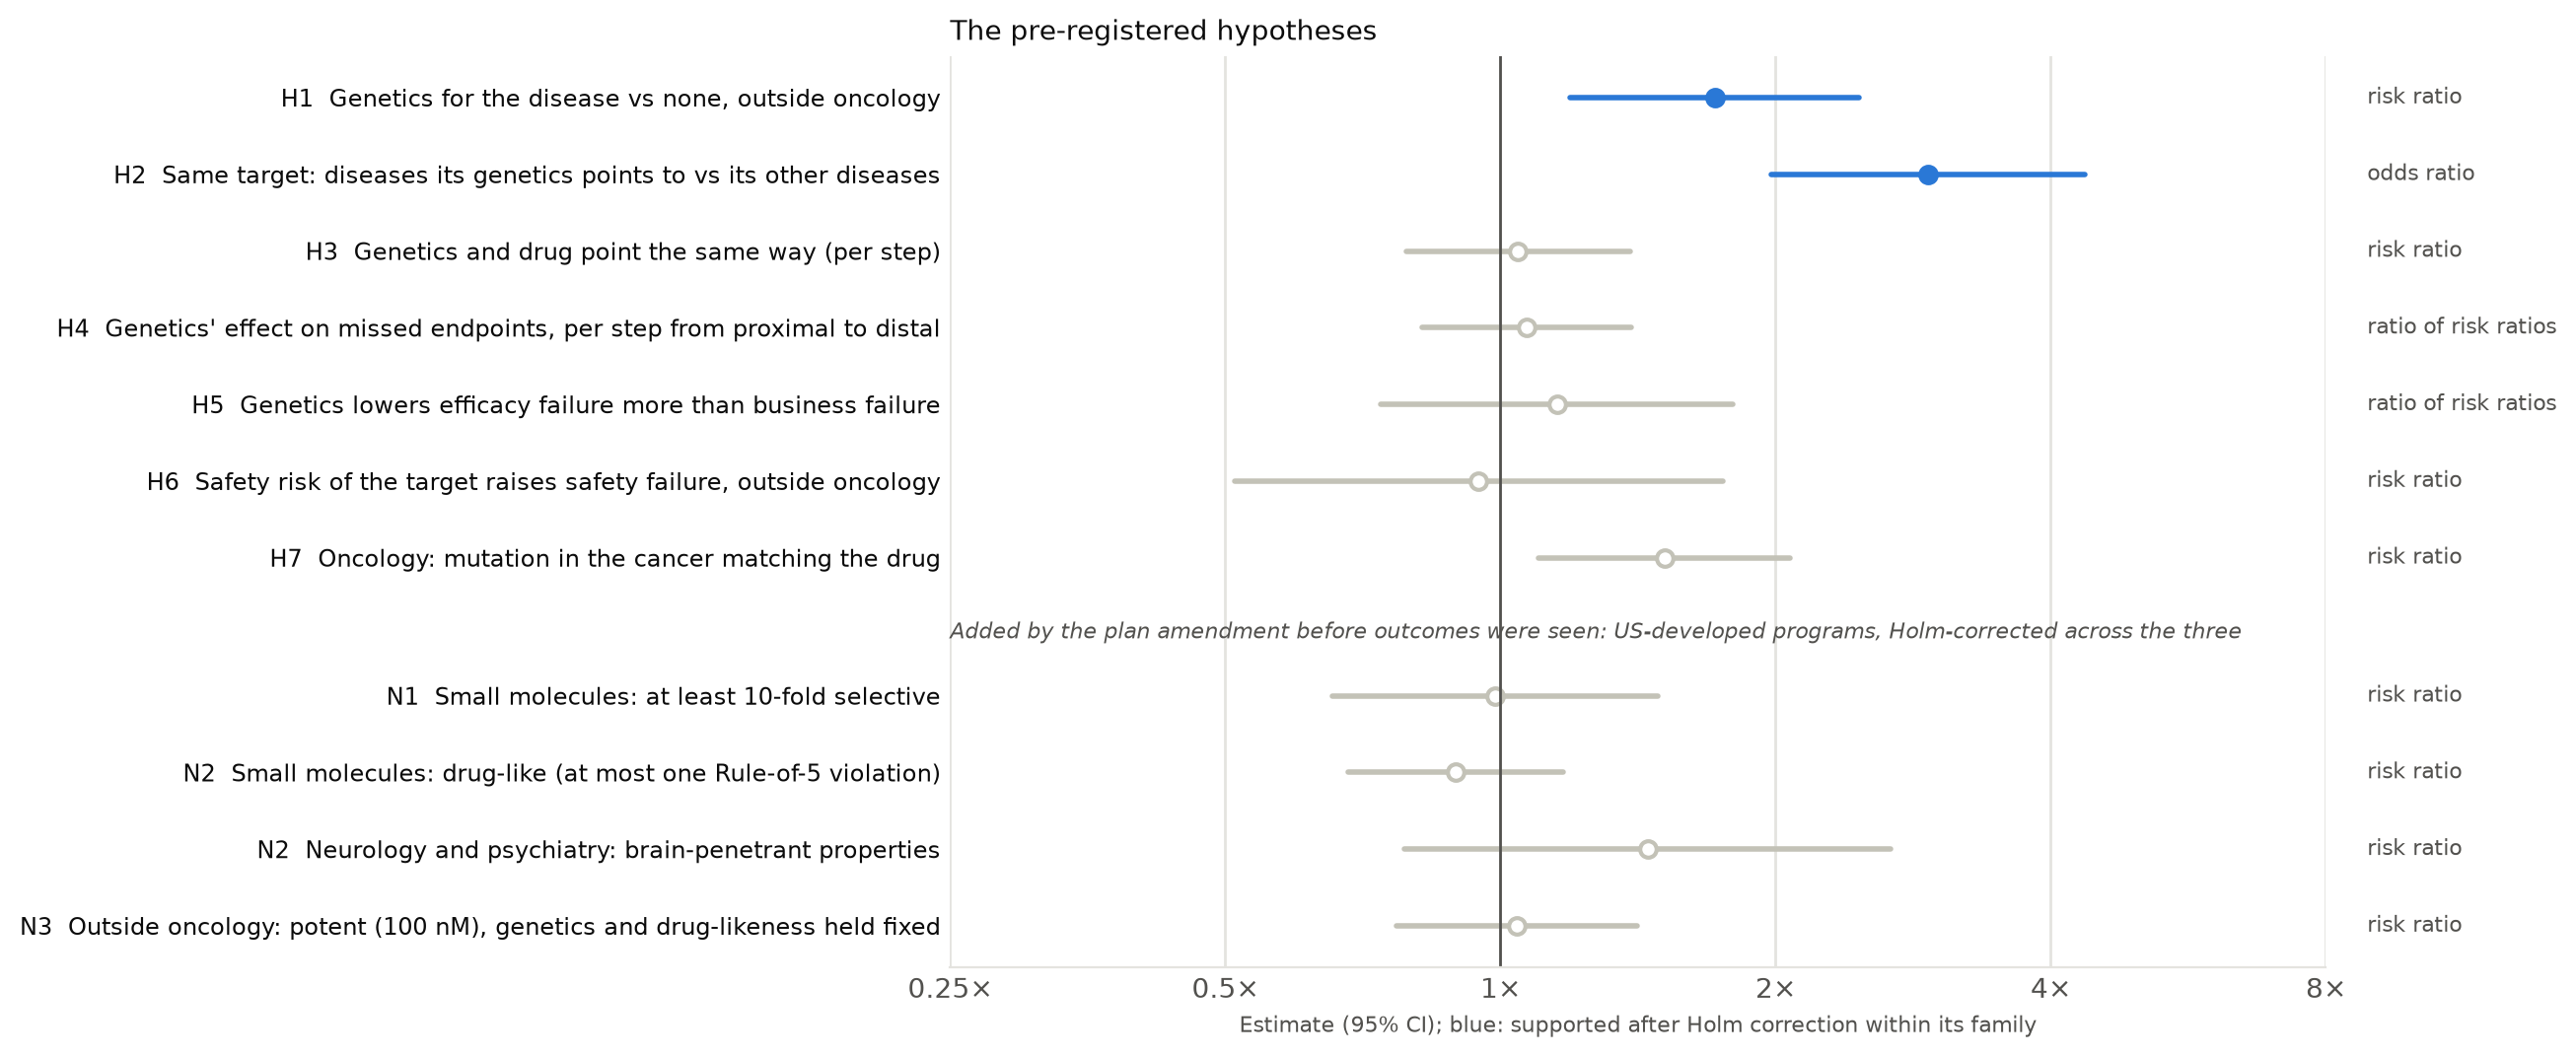 The pre-registered hypotheses
H1  Genetics for the disease vs none, outside oncology
risk ratio
H2  Same target: diseases its genetics points to vs its other diseases
odds ratio
H3  Genetics and drug point the same way (per step)
risk ratio
H4  Genetics' effect on missed endpoints, per step from proximal to distal
ratio of risk ratios
H5  Genetics lowers efficacy failure more than business failure
ratio of risk ratios
H6  Safety risk of the target raises safety failure, outside oncology
risk ratio
H7  Oncology: mutation in the cancer matching the drug
risk ratio
Added by the plan amendment before outcomes were seen: US-developed programs, Holm-corrected across the three
N1  Small molecules: at least 10-fold selective
risk ratio
N2  Small molecules: drug-like (at most one Rule-of-5 violation)
risk ratio
N2  Neurology and psychiatry: brain-penetrant properties
risk ratio
N3  Outside oncology: potent (100 nM), genetics and drug-likeness held fixed
risk ratio
0.25× 0.5× 1× 2× 4× 8×
Estimate (95% CI); blue: supported after Holm correction within its family